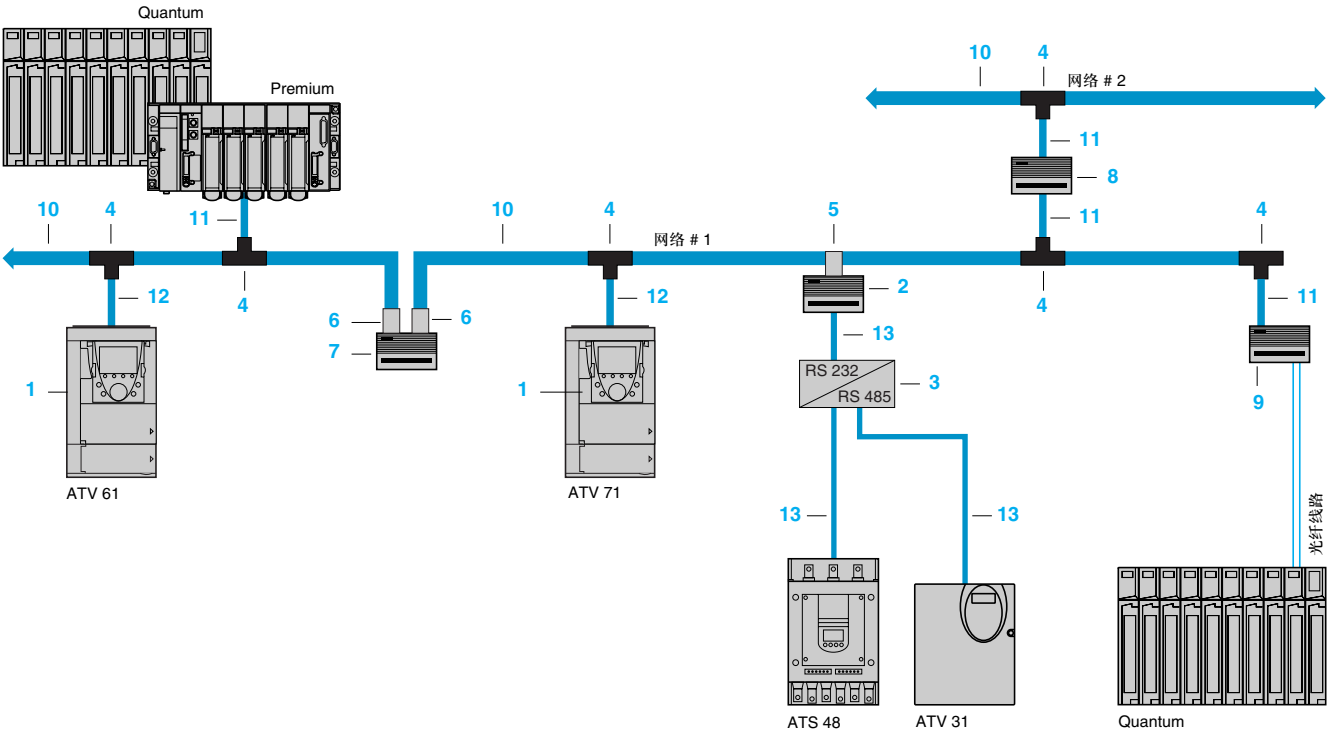 Quantum
Premium
10 4
网络 # 2
11
8
11
10 4 11 10 4 5 4
网络 # 1
12 4 12 2 4 11
6 6 13
7
RS 232
RS 485
3
1 1 9
ATV 61
ATV 71
13 13
光纤线路
ATS 48
ATV 31
Quantum